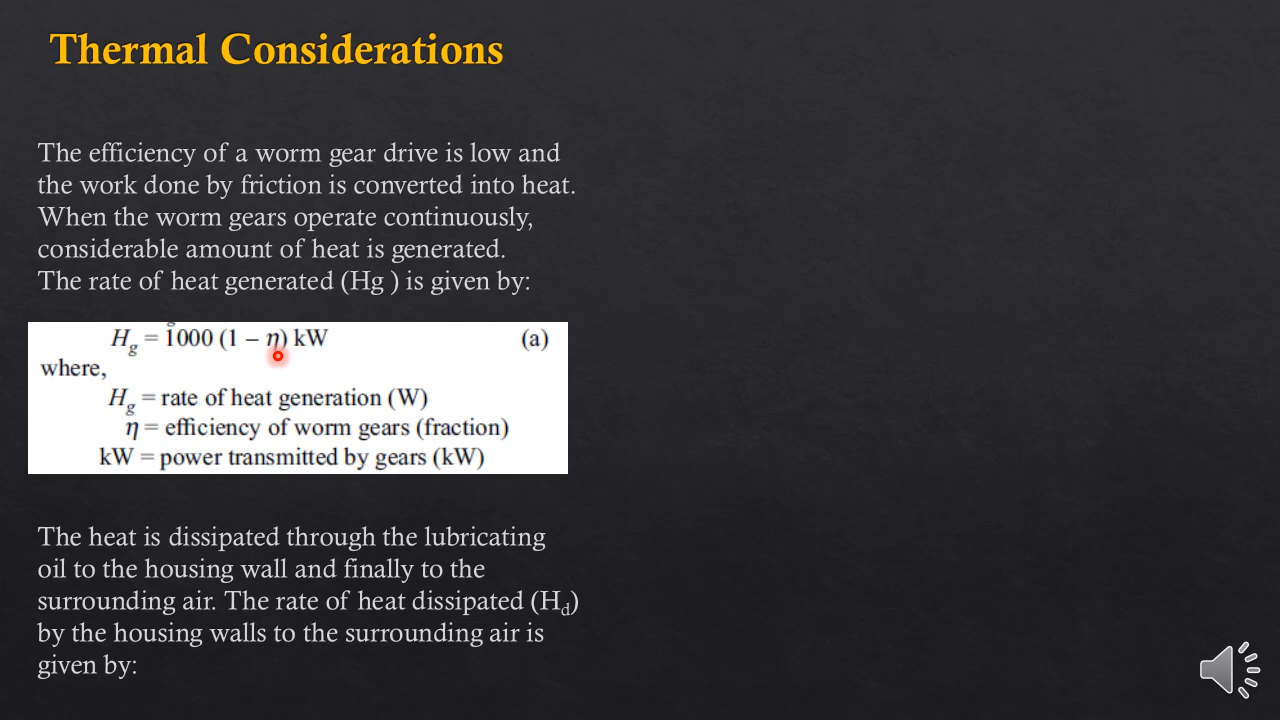 Thermal Considerations
The efficiency of a worm gear drive is low and
the work done by friction is converted into heat.
When the worm gears operate continuously,
considerable amount of heat is generated.
The rate of heat generated (Hg ) is given by:
H_g = 1000 (1 – η) kW (a)
where,
H_g = rate of heat generation (W)
η = efficiency of worm gears (fraction)
kW = power transmitted by gears (kW)
The heat is dissipated through the lubricating
oil to the housing wall and finally to the
surrounding air. The rate of heat dissipated (H_d)
by the housing walls to the surrounding air is
given by: